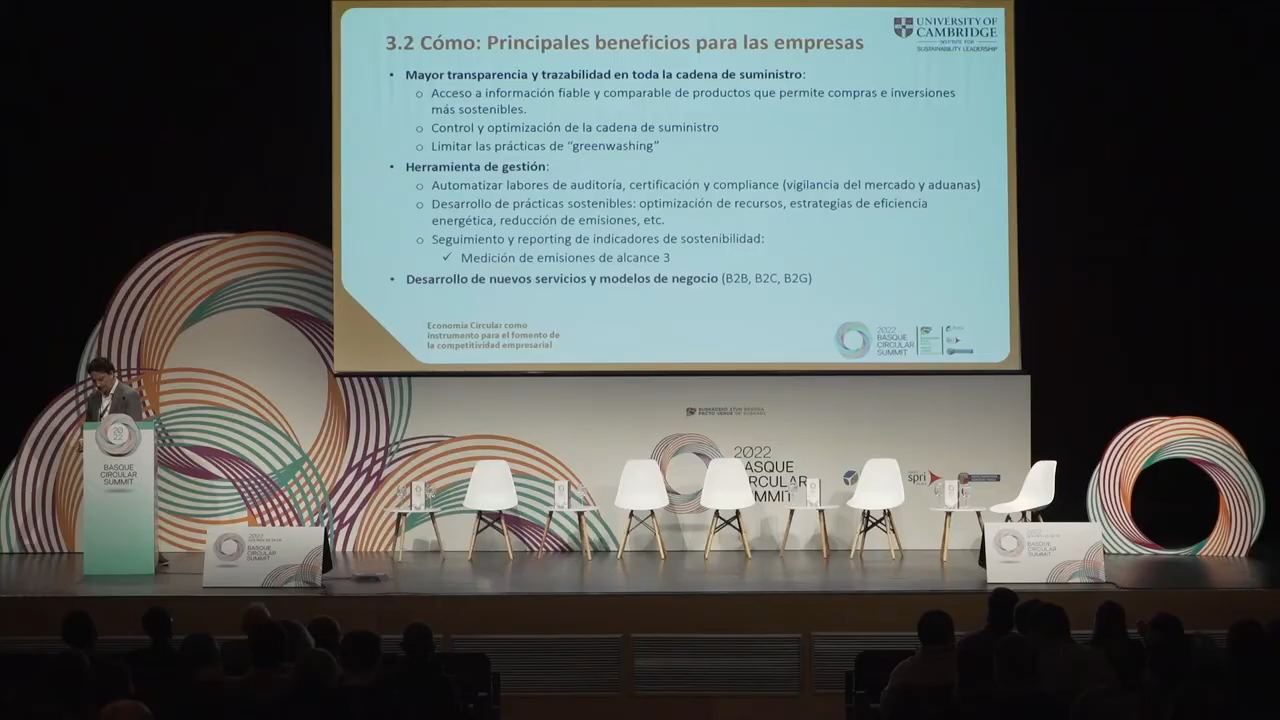 3.2 Cómo: Principales beneficios para las empresas
UNIVERSITY OF
CAMBRIDGE
INSTITUTE FOR
SUSTAINABILITY LEADERSHIP
• Mayor transparencia y trazabilidad en toda la cadena de suministro:
o Acceso a información fiable y comparable de productos que permite compras e inversiones
más sostenibles.
o Control y optimización de la cadena de suministro
o Limitar las prácticas de “greenwashing”
• Herramienta de gestión:
o Automatizar labores de auditoría, certificación y compliance (vigilancia del mercado y aduanas)
o Desarrollo de prácticas sostenibles: optimización de recursos, estrategias de eficiencia
energética, reducción de emisiones, etc.
o Seguimiento y reporting de indicadores de sostenibilidad:
✓ Medición de emisiones de alcance 3
• Desarrollo de nuevos servicios y modelos de negocio (B2B, B2C, B2G)
Economía Circular como
instrumento para el fomento de
la competitividad empresarial
2022
BASQUE
CIRCULAR
SUMMIT
PACTO VERDE DE EUSKADI
2022
BASQUE
CIRCULAR
SUMMIT
spri
2022
BASQUE
CIRCULAR
SUMMIT
2022
BASQUE
CIRCULAR
SUMMIT
BASQUE
CIRCULAR
SUMMIT